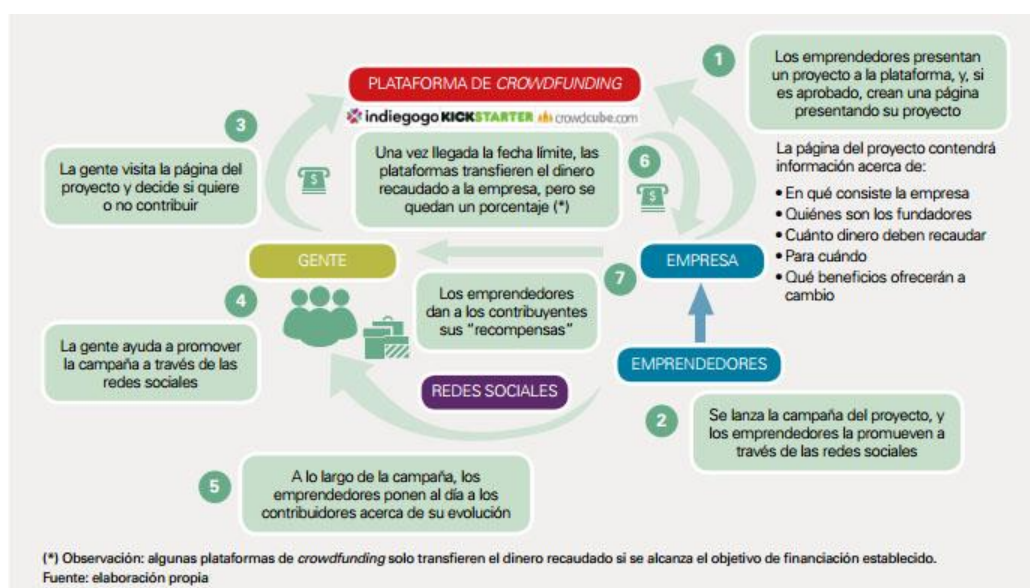 1
Los emprendedores presentan
un proyecto a la plataforma, y, si
es aprobado, crean una página
presentando su proyecto
La página del proyecto contendrá
información acerca de:
• En qué consiste la empresa
• Quiénes son los fundadores
• Cuánto dinero deben recaudar
• Para cuándo
• Qué beneficios ofrecerán a
cambio
PLATAFORMA DE CROWDFUNDING
indiegogo KICKSTARTER crowdcube.com
3
La gente visita la página del
proyecto y decide si quiere
o no contribuir
$
Una vez llegada la fecha límite, las
plataformas transfieren el dinero
recaudado a la empresa, pero se
quedan un porcentaje (*)
6
$
GENTE
EMPRESA
7
Los emprendedores
dan a los contribuyentes
sus "recompensas"
4
La gente ayuda a promover
la campaña a través de las
redes sociales
EMPRENDEDORES
REDES SOCIALES
2
Se lanza la campaña del proyecto, y
los emprendedores la promueven a
través de las redes sociales
5
A lo largo de la campaña, los
emprendedores ponen al día a los
contribuidores acerca de su evolución
(*) Observación: algunas plataformas de crowdfunding solo transfieren el dinero recaudado si se alcanza el objetivo de financiación establecido.
Fuente: elaboración propia